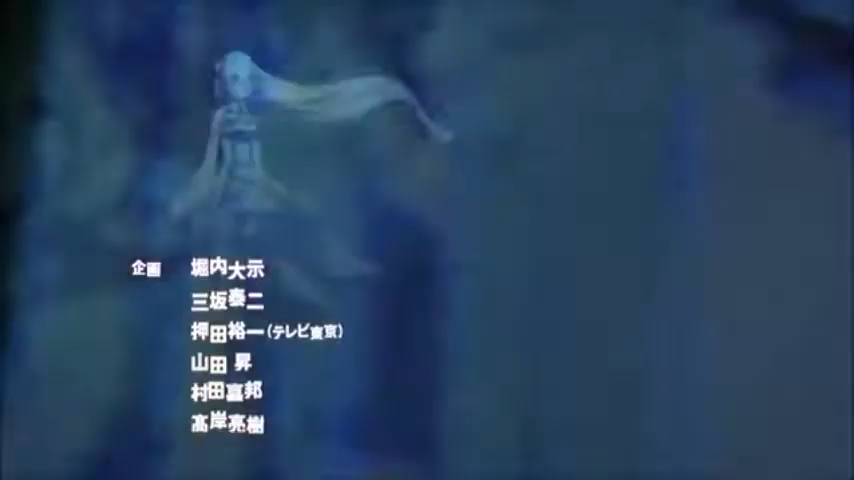 企画 堀内大示
三坂泰二
押田裕一(テレビ東京)
山田 昇
村田嘉邦
髙岸亮樹